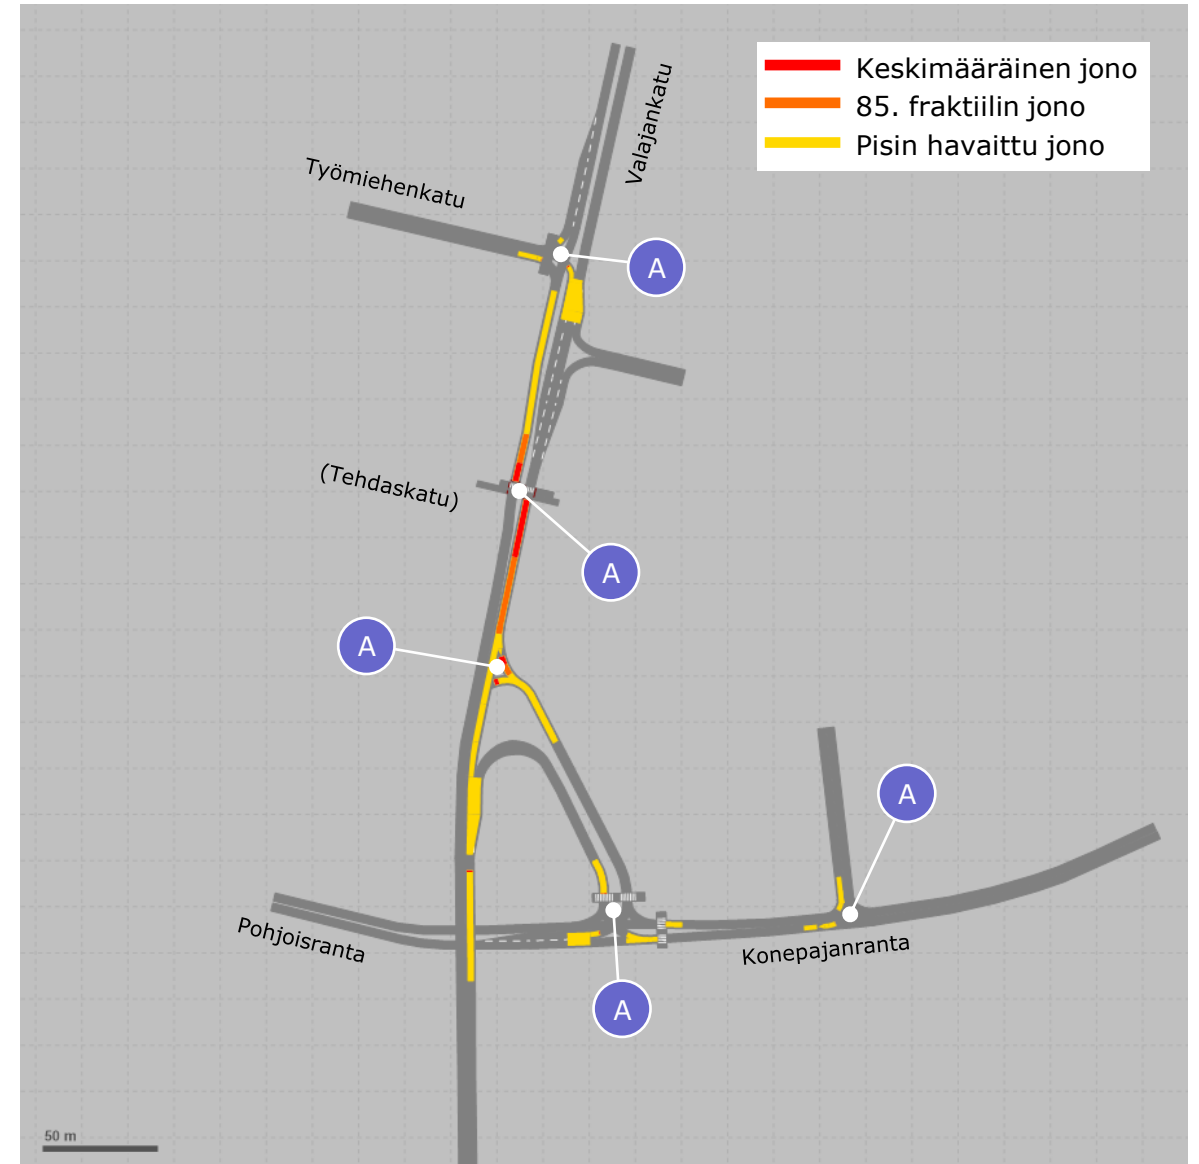 Keskimääräinen jono
85. fraktiilin jono
Pisin havaittu jono
Valajankatu
Työmiehenkatu
A
(Tehdaskatu)
A
A
A
Pohjoisranta
Konepajanranta
A
50 m